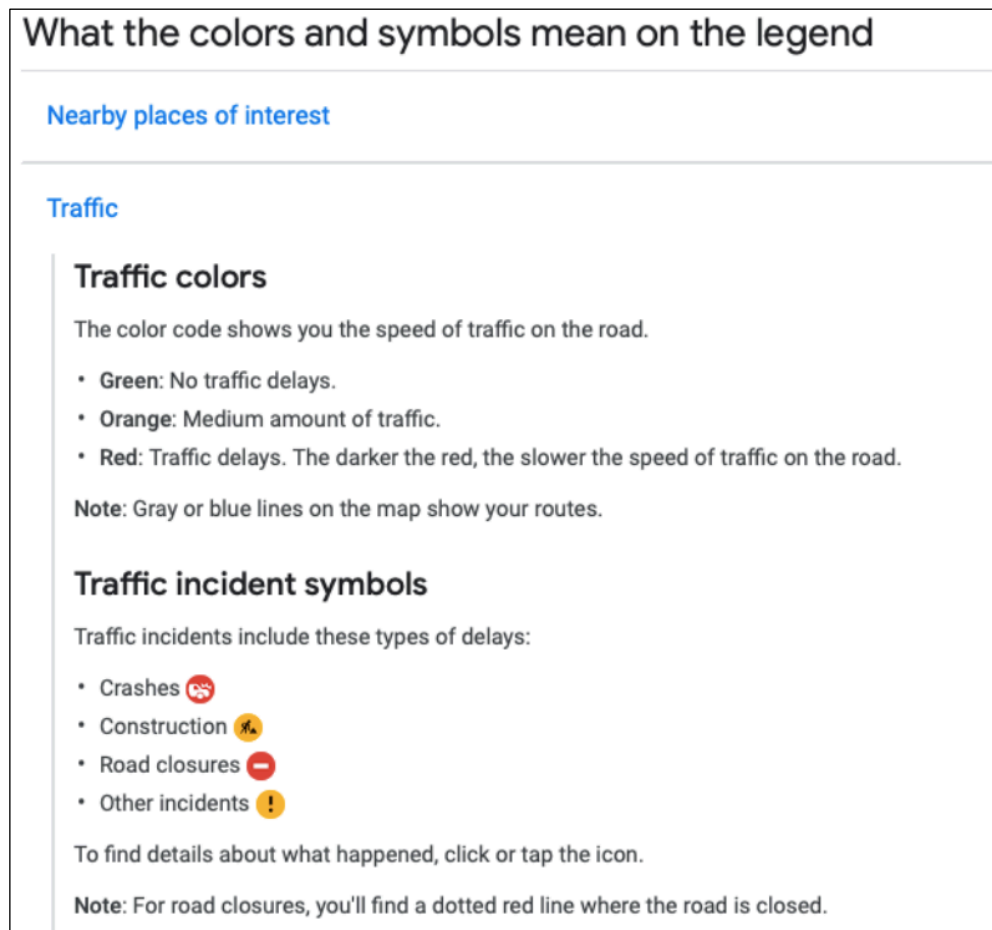 What the colors and symbols mean on the legend
Nearby places of interest
Traffic
Traffic colors
The color code shows you the speed of traffic on the road.
• Green: No traffic delays.
• Orange: Medium amount of traffic.
• Red: Traffic delays. The darker the red, the slower the speed of traffic on the road.
Note: Gray or blue lines on the map show your routes.
Traffic incident symbols
Traffic incidents include these types of delays:
• Crashes
• Construction
• Road closures
• Other incidents
To find details about what happened, click or tap the icon.
Note: For road closures, you'll find a dotted red line where the road is closed.